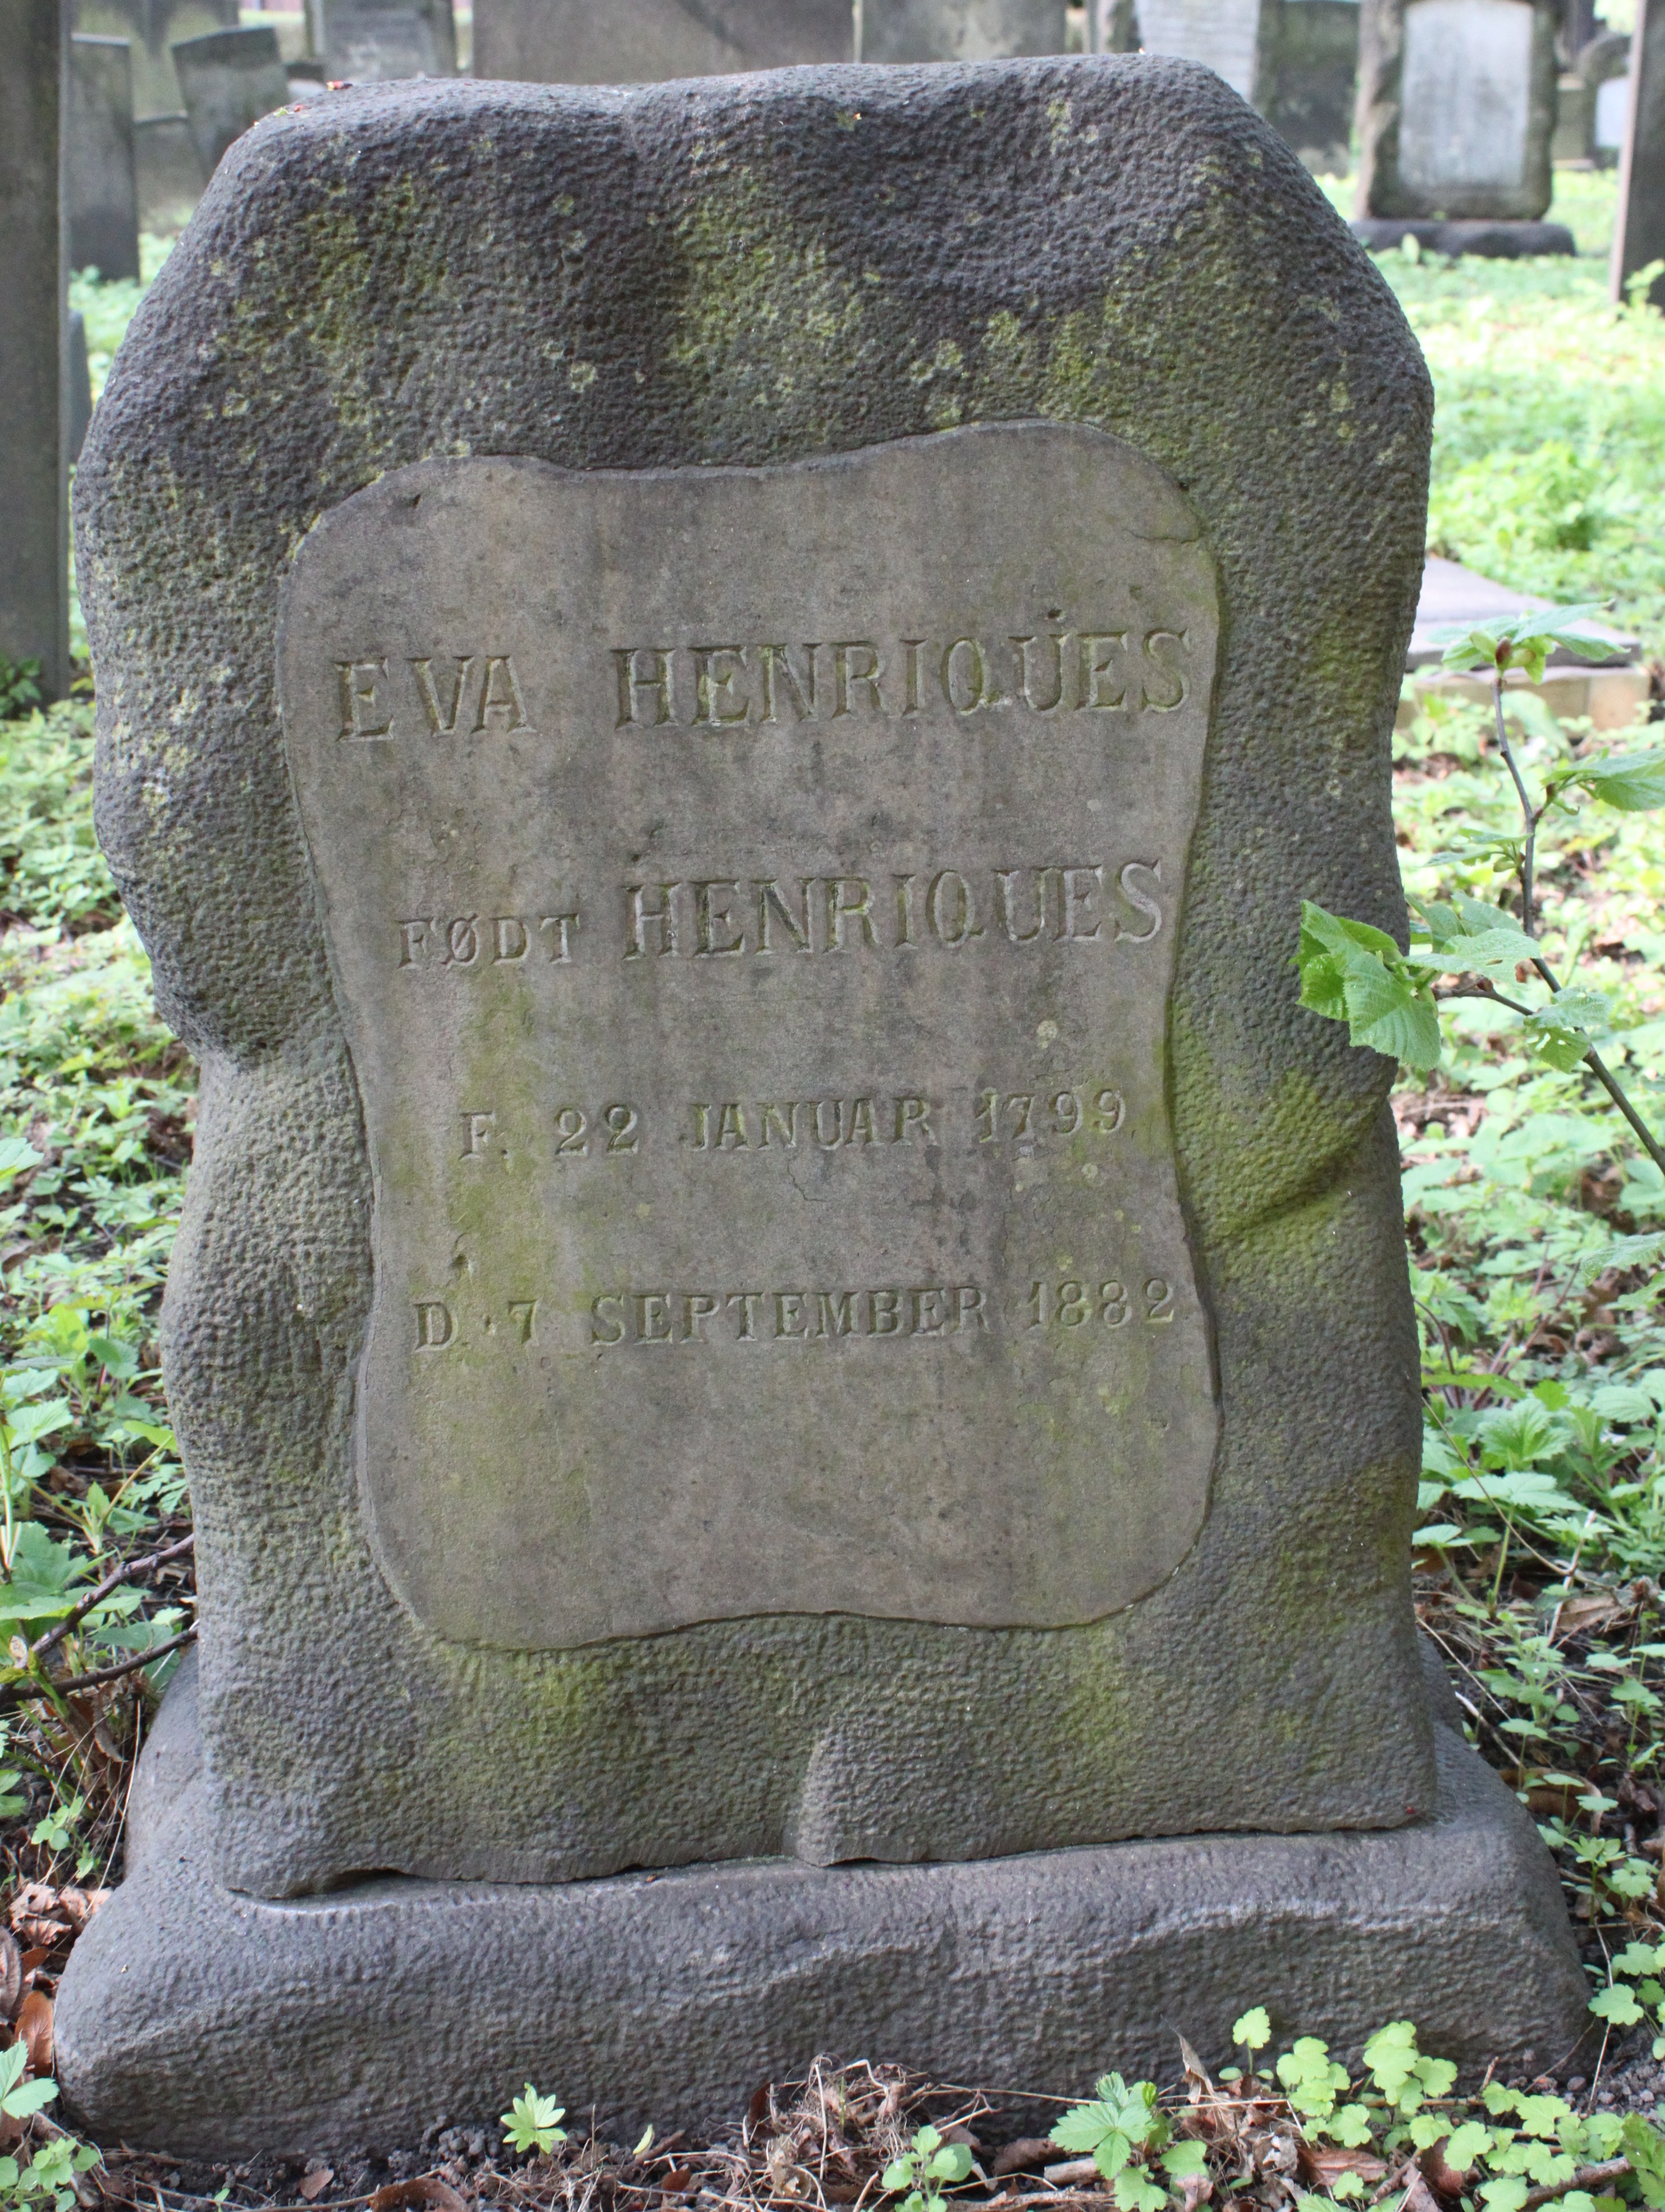 EVA HENRIQUES
FØDT HENRIQUES
F. 22 JANUAR 1799
D. 7 SEPTEMBER 1882